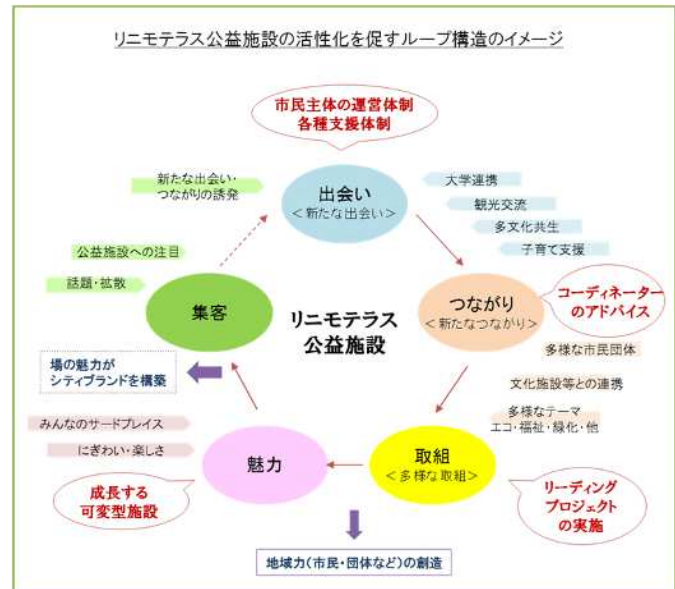 リニモテラス公益施設の活性化を促すループ構造のイメージ
市民主体の運営体制
各種支援体制
新たな出会い・
つながりの誘発
出会い
<新たな出会い>
大学連携
観光交流
多文化共生
子育て支援
公益施設への注目
話題・拡散
集客
リニモテラス
公益施設
つながり
<新たなつながり>
コーディネーター
のアドバイス
多様な市民団体
文化施設等との連携
多様なテーマ
エコ・福祉・緑化・他
場の魅力が
シティブランドを構築
みんなのサードプレイス
にぎわい・楽しさ
魅力
取組
<多様な取組>
成長する
可変型施設
リーディング
プロジェクト
の実施
地域力(市民・団体など)の創造